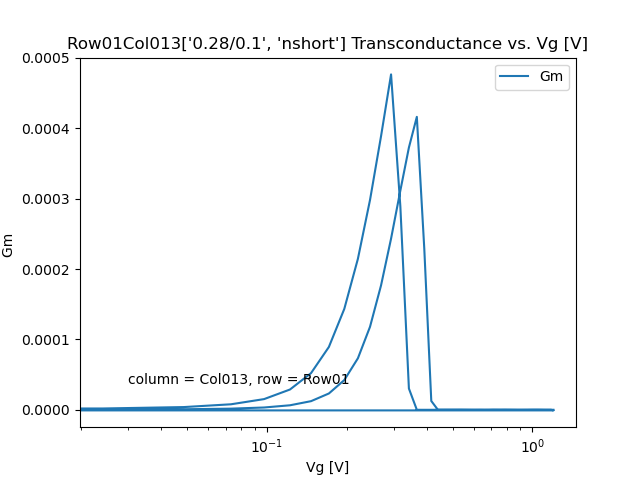 Row01Col013['0.28/0.1', 'nshort'] Transconductance vs. Vg [V]
0.0005
Gm
0.0004
0.0003
Gm
0.0002
0.0001
column = Col013, row = Row01
0.0000
10⁻¹ 10⁰
Vg [V]